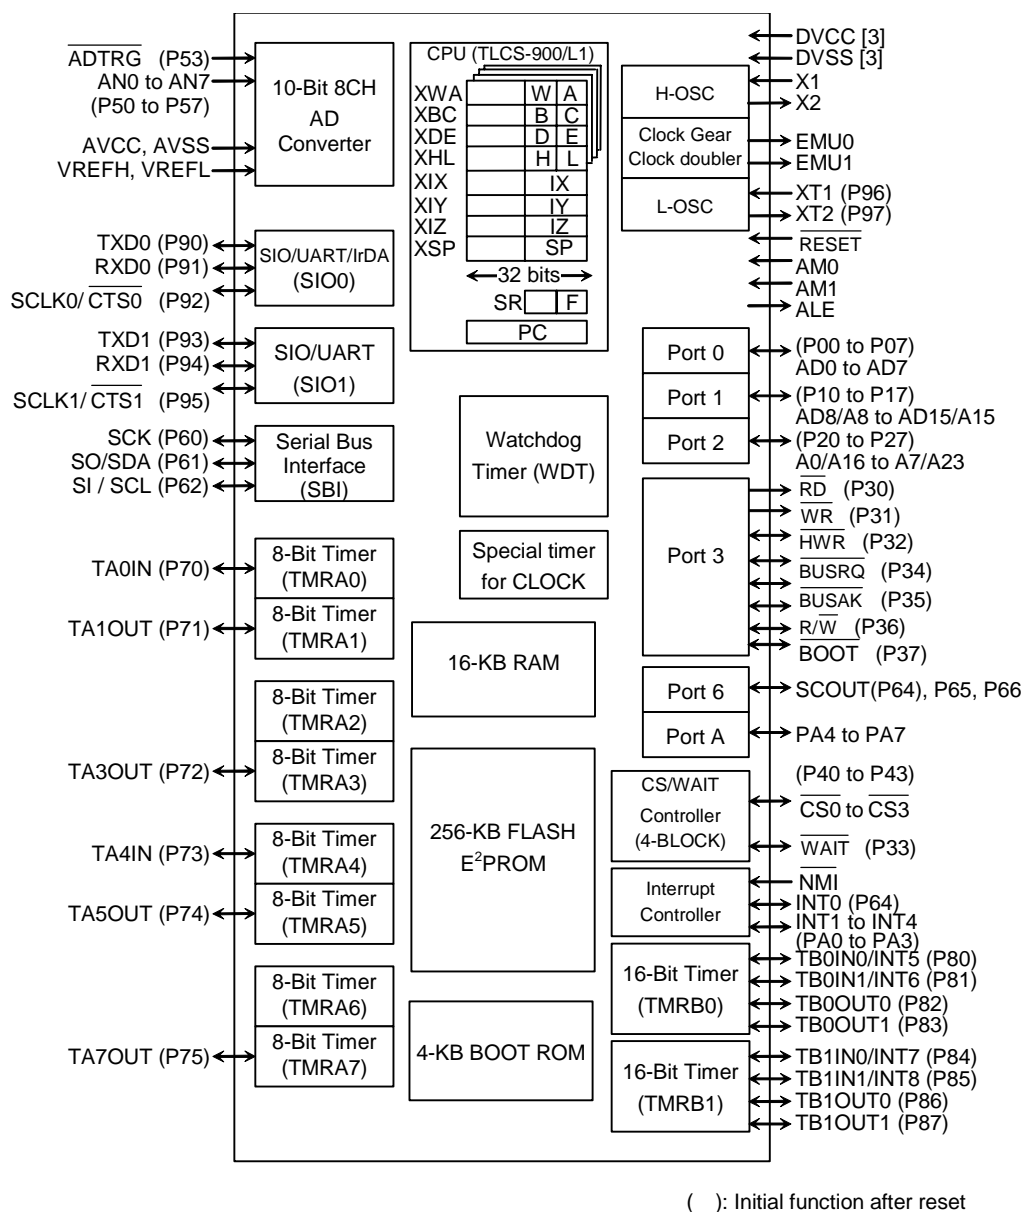 ADTRG (P53)
AN0 to AN7
(P50 to P57)
AVCC, AVSS
VREFH, VREFL
10-Bit 8CH
AD
Converter
TXD0 (P90)
RXD0 (P91)
SCLK0/ CTS0 (P92)
SIO/UART/IrDA
(SIO0)
TXD1 (P93)
RXD1 (P94)
SCLK1/ CTS1 (P95)
SIO/UART
(SIO1)
SCK (P60)
SO/SDA (P61)
SI / SCL (P62)
Serial Bus
Interface
(SBI)
TA0IN (P70)
8-Bit Timer
(TMRA0)
TA1OUT (P71)
8-Bit Timer
(TMRA1)
8-Bit Timer
(TMRA2)
TA3OUT (P72)
8-Bit Timer
(TMRA3)
TA4IN (P73)
8-Bit Timer
(TMRA4)
TA5OUT (P74)
8-Bit Timer
(TMRA5)
8-Bit Timer
(TMRA6)
TA7OUT (P75)
8-Bit Timer
(TMRA7)
CPU (TLCS-900/L1)
XWA W A
XBC B C
XDE D E
XHL H L
XIX IX
XIY IY
XIZ IZ
XSP SP
32 bits
SR F
PC
Watchdog
Timer (WDT)
Special timer
for CLOCK
16-KB RAM
256-KB FLASH
E2PROM
4-KB BOOT ROM
DVCC [3]
DVSS [3]
H-OSC
X1
X2
Clock Gear
Clock doubler
EMU0
EMU1
L-OSC
XT1 (P96)
XT2 (P97)
RESET
AM0
AM1
ALE
Port 0
(P00 to P07)
AD0 to AD7
Port 1
(P10 to P17)
AD8/A8 to AD15/A15
Port 2
(P20 to P27)
A0/A16 to A7/A23
Port 3
RD (P30)
WR (P31)
HWR (P32)
BUSRQ (P34)
BUSAK (P35)
R/W (P36)
BOOT (P37)
Port 6
SCOUT(P64), P65, P66
Port A
PA4 to PA7
CS/WAIT
Controller
(4-BLOCK)
(P40 to P43)
CS0 to CS3
WAIT (P33)
Interrupt
Controller
NMI
INT0 (P64)
INT1 to INT4
(PA0 to PA3)
16-Bit Timer
(TMRB0)
TB0IN0/INT5 (P80)
TB0IN1/INT6 (P81)
TB0OUT0 (P82)
TB0OUT1 (P83)
16-Bit Timer
(TMRB1)
TB1IN0/INT7 (P84)
TB1IN1/INT8 (P85)
TB1OUT0 (P86)
TB1OUT1 (P87)
( ): Initial function after reset